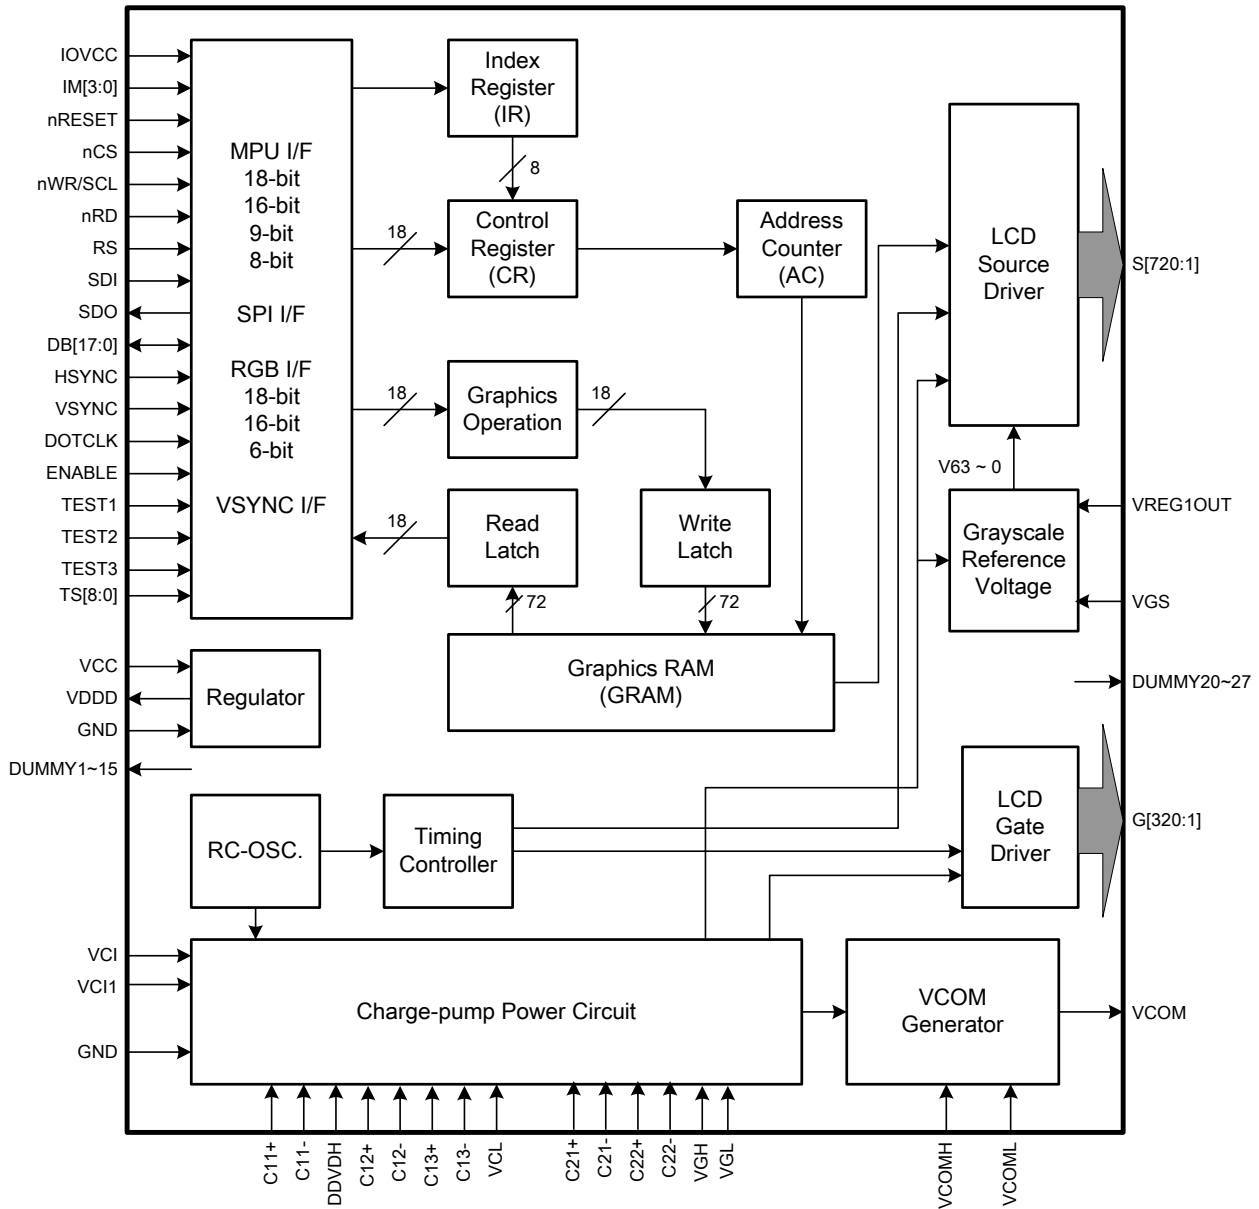 IOVCC
IM[3:0]
nRESET
nCS
nWR/SCL
nRD
RS
SDI
SDO
DB[17:0]
HSYNC
VSYNC
DOTCLK
ENABLE
TEST1
TEST2
TEST3
TS[8:0]
MPU I/F
18-bit
16-bit
9-bit
8-bit
SPI I/F
RGB I/F
18-bit
16-bit
6-bit
VSYNC I/F
Index
Register
(IR)
8
18
Control
Register
(CR)
Address
Counter
(AC)
18
Graphics
Operation
18
18
Read
Latch
Write
Latch
72
72
Graphics RAM
(GRAM)
LCD
Source
Driver
S[720:1]
V63 ~ 0
Grayscale
Reference
Voltage
VREG1OUT
VGS
DUMMY20~27
VCC
VDDD
GND
Regulator
DUMMY1~15
RC-OSC.
Timing
Controller
LCD
Gate
Driver
G[320:1]
VCI
VCI1
GND
Charge-pump Power Circuit
VCOM
Generator
VCOM
C11+
C11-
DDVDH
C12+
C12-
C13+
C13-
VCL
C21+
C21-
C22+
C22-
VGH
VGL
VCOMH
VCOML